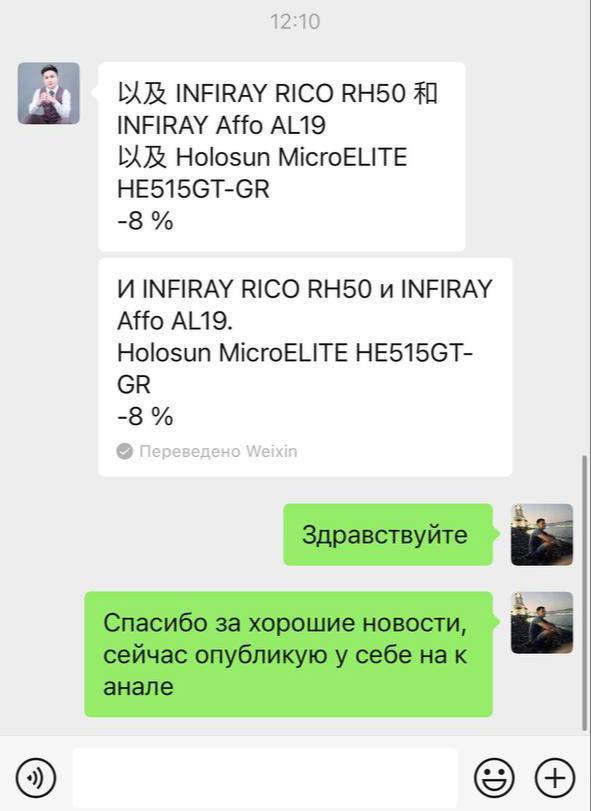 12:10
以及 INFIRAY RICO RH50 和
INFIRAY Affo AL19
以及 Holosun MicroELITE
HE515GT-GR
-8 %
И INFIRAY RICO RH50 и INFIRAY
Affo AL19.
Holosun MicroELITE HE515GT-
GR
-8 %
Переведено Weixin
Здравствуйте
Спасибо за хорошие новости,
сейчас опубликую у себе на к
анале